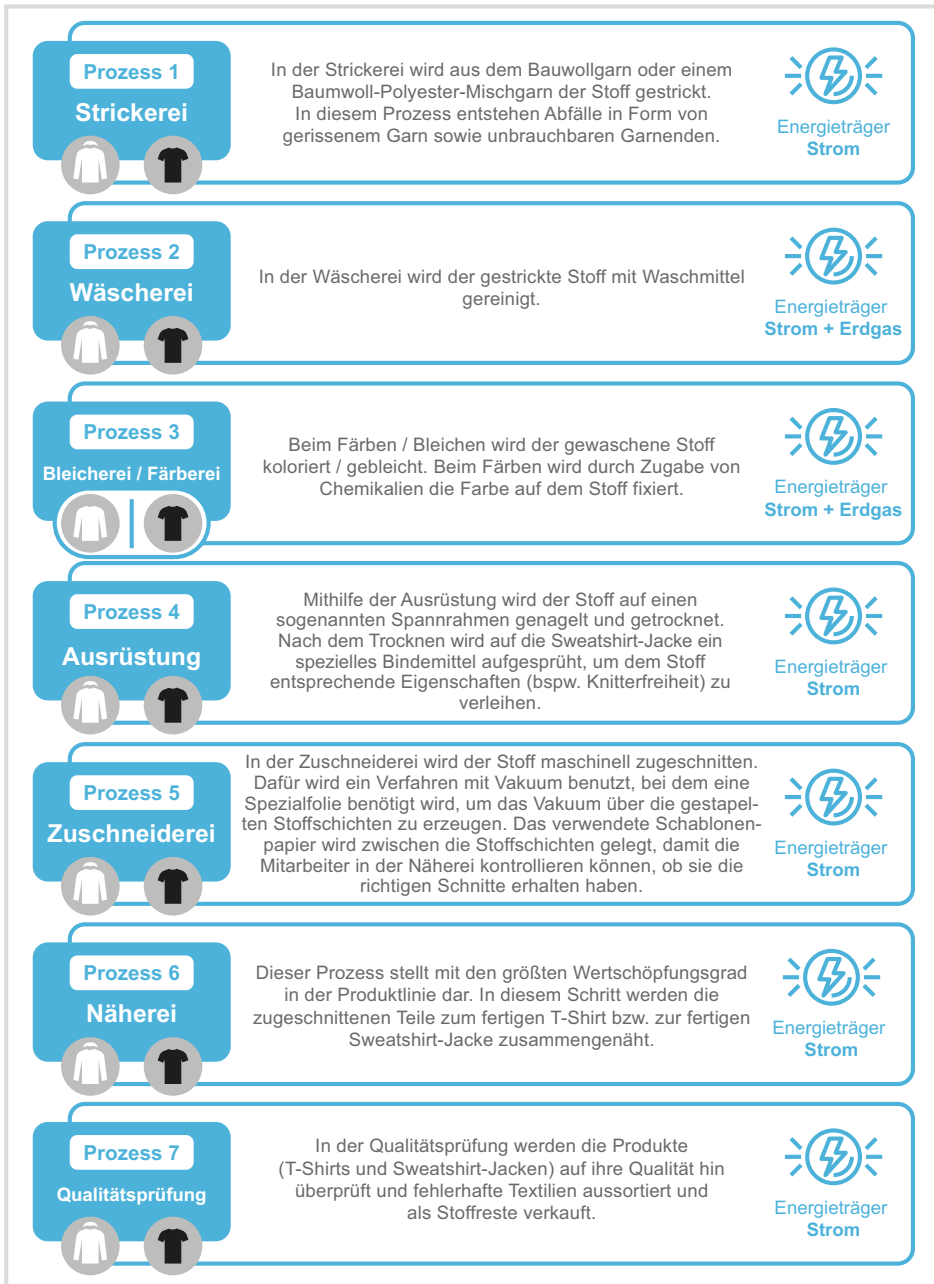 Prozess 1
Strickerei
In der Strickerei wird aus dem Bauwollgarn oder einem
Baumwoll-Polyester-Mischgarn der Stoff gestrickt.
In diesem Prozess entstehen Abfälle in Form von
gerissenem Garn sowie unbrauchbaren Garnenden.
Energieträger
Strom
Prozess 2
Wäscherei
In der Wäscherei wird der gestrickte Stoff mit Waschmittel
gereinigt.
Energieträger
Strom + Erdgas
Prozess 3
Bleicherei / Färberei
Beim Färben / Bleichen wird der gewaschene Stoff
koloriert / gebleicht. Beim Färben wird durch Zugabe von
Chemikalien die Farbe auf dem Stoff fixiert.
Energieträger
Strom + Erdgas
Prozess 4
Ausrüstung
Mithilfe der Ausrüstung wird der Stoff auf einen
sogenannten Spannrahmen genagelt und getrocknet.
Nach dem Trocknen wird auf die Sweatshirt-Jacke ein
spezielles Bindemittel aufgesprüht, um dem Stoff
entsprechende Eigenschaften (bspw. Knitterfreiheit) zu
verleihen.
Energieträger
Strom
Prozess 5
Zuschneiderei
In der Zuschneiderei wird der Stoff maschinell zugeschnitten.
Dafür wird ein Verfahren mit Vakuum benutzt, bei dem eine
Spezialfolie benötigt wird, um das Vakuum über die gestapel-
ten Stoffschichten zu erzeugen. Das verwendete Schablonen-
papier wird zwischen die Stoffschichten gelegt, damit die
Mitarbeiter in der Näherei kontrollieren können, ob sie die
richtigen Schnitte erhalten haben.
Energieträger
Strom
Prozess 6
Näherei
Dieser Prozess stellt mit den größten Wertschöpfungsgrad
in der Produktlinie dar. In diesem Schritt werden die
zugeschnittenen Teile zum fertigen T-Shirt bzw. zur fertigen
Sweatshirt-Jacke zusammengenäht.
Energieträger
Strom
Prozess 7
Qualitätsprüfung
In der Qualitätsprüfung werden die Produkte
(T-Shirts und Sweatshirt-Jacken) auf ihre Qualität hin
überprüft und fehlerhafte Textilien aussortiert und
als Stoffreste verkauft.
Energieträger
Strom